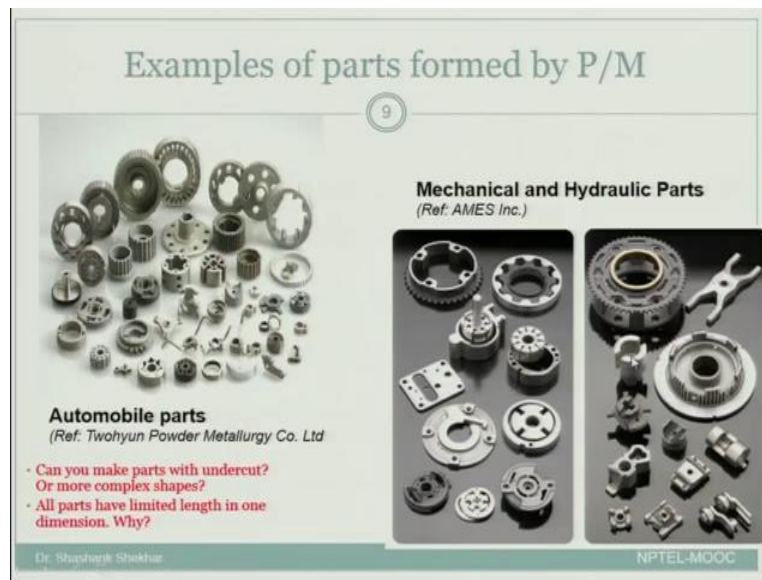 Examples of parts formed by P/M
9
Mechanical and Hydraulic Parts
(Ref: AMES Inc.)
Automobile parts
(Ref: Twohyun Powder Metallurgy Co. Ltd
• Can you make parts with undercut?
Or more complex shapes?
• All parts have limited length in one
dimension. Why?
Dr. Shashank Shekhar
NPTEL-MOOC